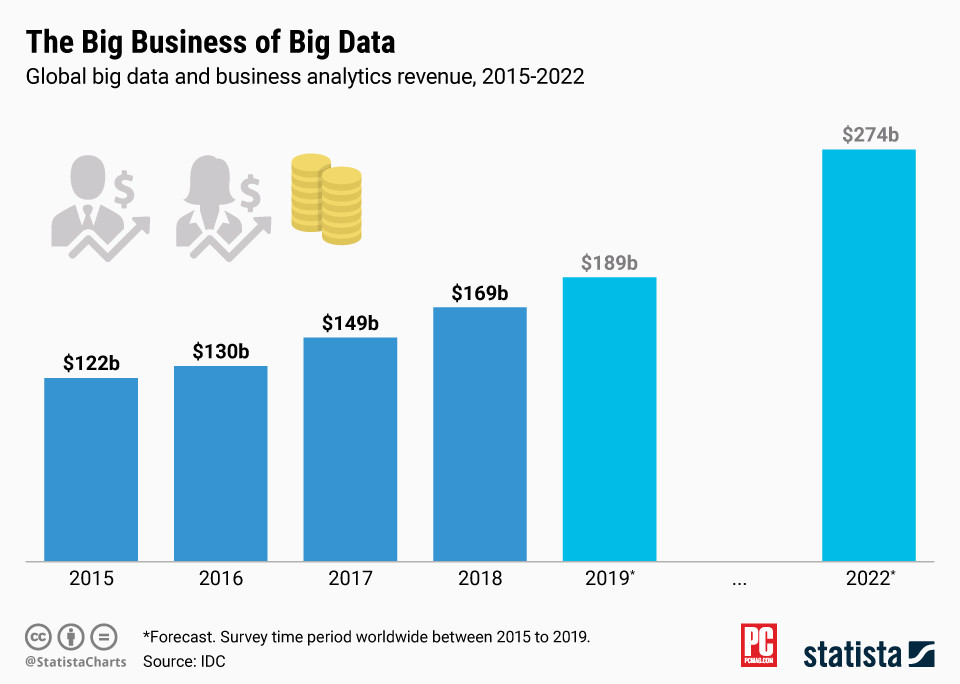 The Big Business of Big Data
Global big data and business analytics revenue, 2015-2022
$274b
$189b
$169b
$149b
$130b
$122b
2015 2016 2017 2018 2019* ... 2022*
*Forecast. Survey time period worldwide between 2015 to 2019.
Source: IDC
@StatistaCharts
cc
PC
PCMAG.COM
statista